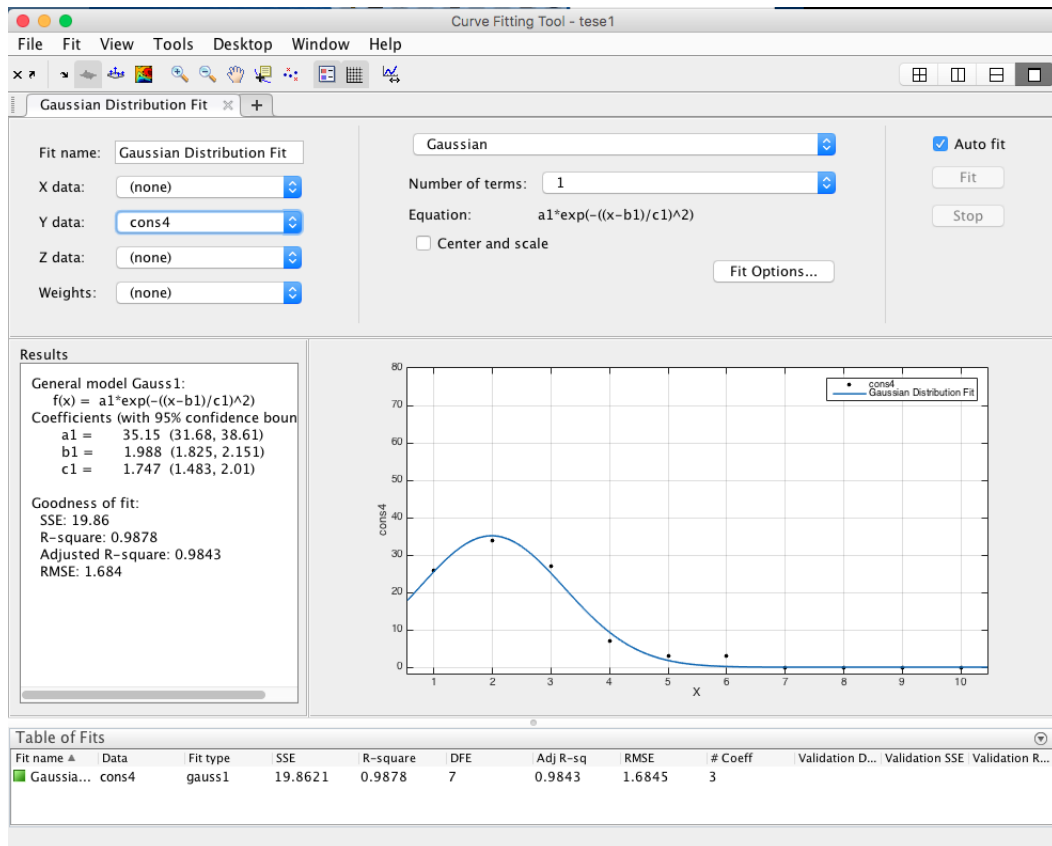 Curve Fitting Tool - tese1
File Fit View Tools Desktop Window Help
Gaussian Distribution Fit
+
Fit name: Gaussian Distribution Fit
X data: (none)
Y data: cons4
Z data: (none)
Weights: (none)
Gaussian
Number of terms: 1
Equation: a1*exp(-((x-b1)/c1)^2)
Center and scale
Fit Options...
Auto fit
Fit
Stop
Results
General model Gauss1:
f(x) = a1*exp(-((x-b1)/c1)^2)
Coefficients (with 95% confidence boun
a1 = 35.15 (31.68, 38.61)
b1 = 1.988 (1.825, 2.151)
c1 = 1.747 (1.483, 2.01)
Goodness of fit:
SSE: 19.86
R-square: 0.9878
Adjusted R-square: 0.9843
RMSE: 1.684
80
70
60
50
40
30
20
10
0
cons4
1 2 3 4 5 6 7 8 9 10
X
cons4
Gaussian Distribution Fit
Table of Fits
Fit name Data Fit type SSE R-square DFE Adj R-sq RMSE # Coeff Validation D... Validation SSE Validation R...
Gaussia... cons4 gauss1 19.8621 0.9878 7 0.9843 1.6845 3